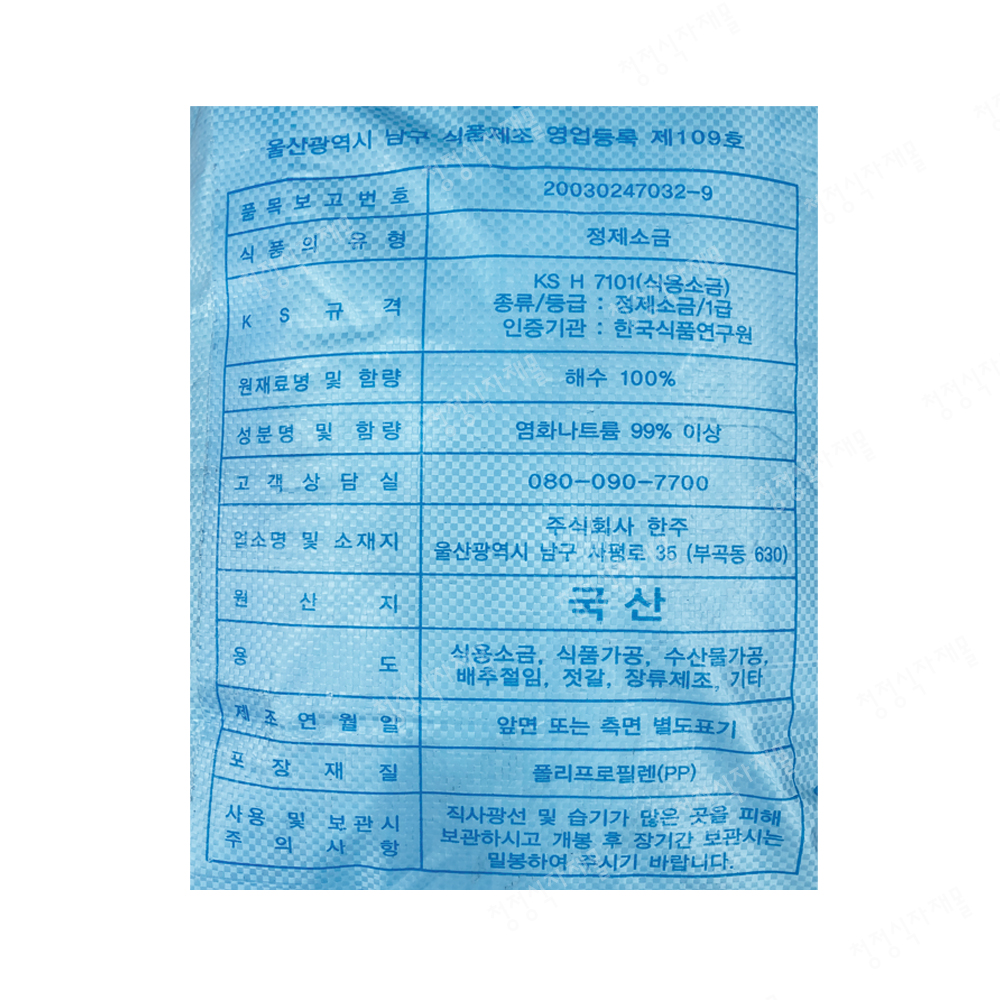 울산광역시 남구 식품제조 영업등록 제109호
품목보고번호 20030247032-9
식품의 유형 정제소금
KS규격
KS H 7101(식용소금)
종류/등급 : 정제소금/1급
인증기관 : 한국식품연구원
원재료명 및 함량 해수 100%
성분명 및 함량 염화나트륨 99% 이상
고객상담실 080-090-7700
업소명 및 소재지
주식회사 한주
울산광역시 남구 사평로 35 (부곡동 630)
원산지 국산
용도
식용소금, 식품가공, 수산물가공,
배추절임, 젓갈, 장류제조, 기타
제조연월일 앞면 또는 측면 별도표기
포장재질 폴리프로필렌(PP)
사용 및 보관시
주의사항
직사광선 및 습기가 많은 곳을 피해
보관하시고 개봉 후 장기간 보관시는
밀봉하여 주시기 바랍니다.